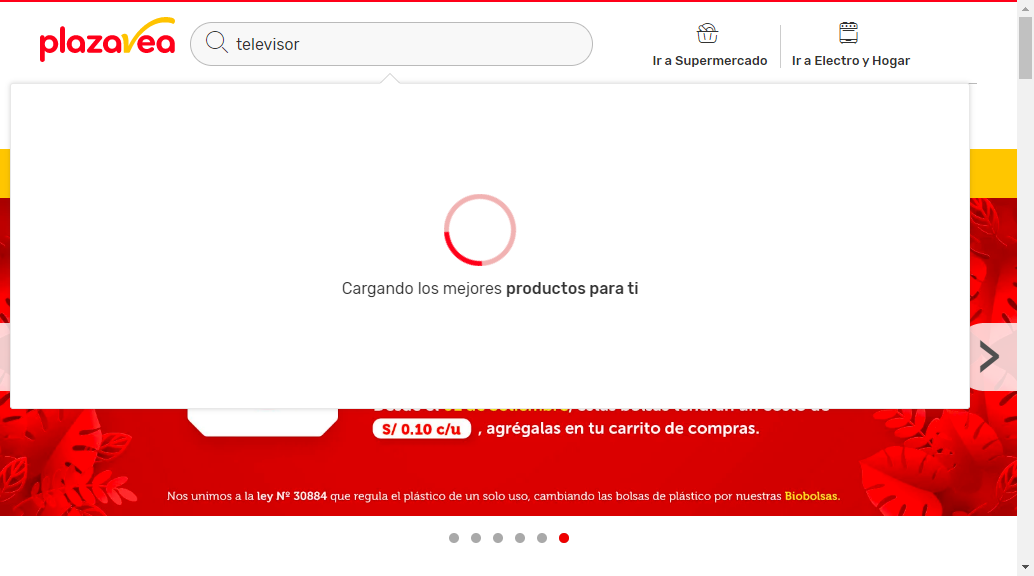 plazavea
televisor
Ir a Supermercado
Ir a Electro y Hogar
Cargando los mejores productos para ti
S/ 0.10 c/u , agrégalas en tu carrito de compras.
Nos unimos a la ley Nº 30884 que regula el plástico de un solo uso, cambiando las bolsas de plástico por nuestras Biobolsas.